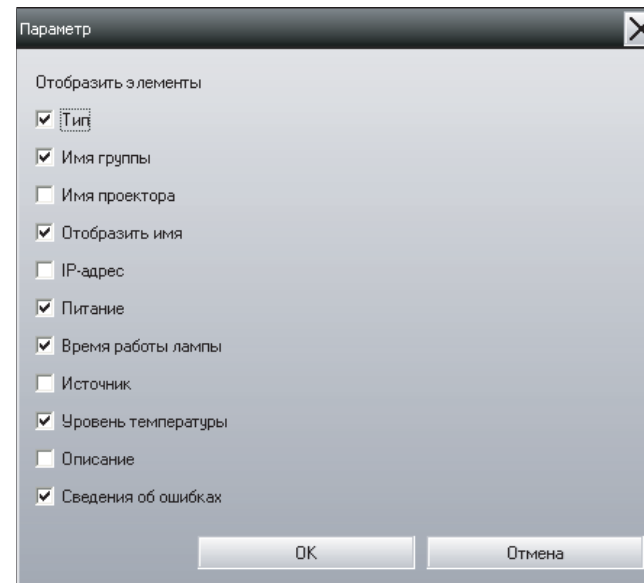 Параметр
Отобразить элементы
Тип
Имя группы
Имя проектора
Отобразить имя
IP-адрес
Питание
Время работы лампы
Источник
Уровень температуры
Описание
Сведения об ошибках
OK
Отмена